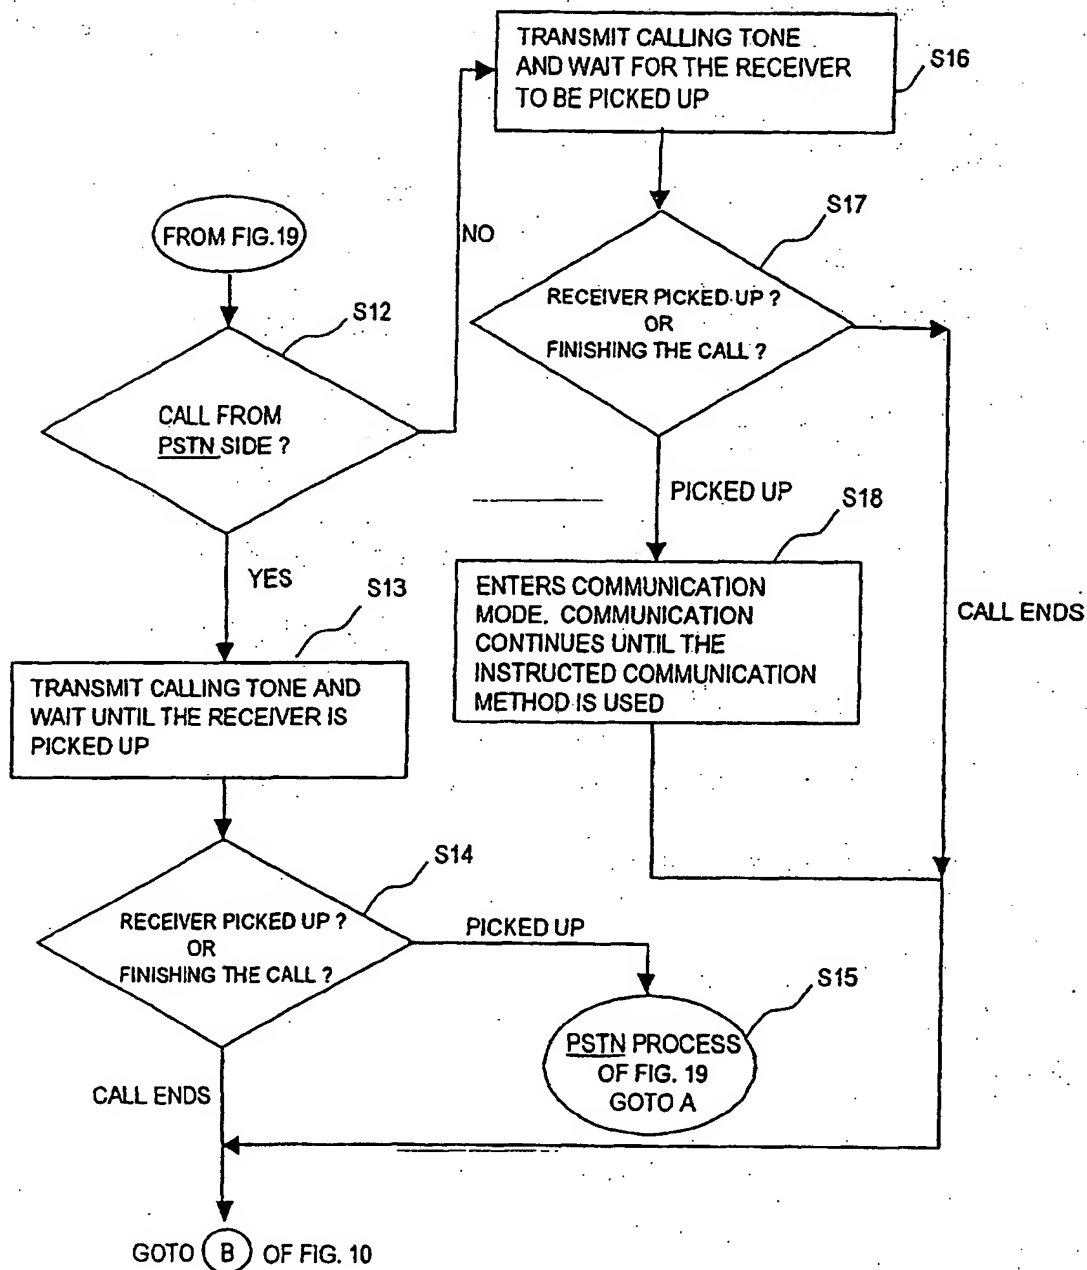 TRANSMIT CALLING TONE
AND WAIT FOR THE RECEIVER
TO BE PICKED UP
S16
FROM FIG.19
NO
S17
RECEIVER PICKED UP ?
OR
FINISHING THE CALL ?
S12
CALL FROM
PSTN SIDE ?
PICKED UP
S18
YES
S13
ENTERS COMMUNICATION
MODE. COMMUNICATION
CONTINUES UNTIL THE
INSTRUCTED COMMUNICATION
METHOD IS USED
CALL ENDS
TRANSMIT CALLING TONE AND
WAIT UNTIL THE RECEIVER IS
PICKED UP
S14
RECEIVER PICKED UP ?
OR
FINISHING THE CALL ?
PICKED UP
S15
PSTN PROCESS
OF FIG. 19
GOTO A
CALL ENDS
GOTO B OF FIG. 10